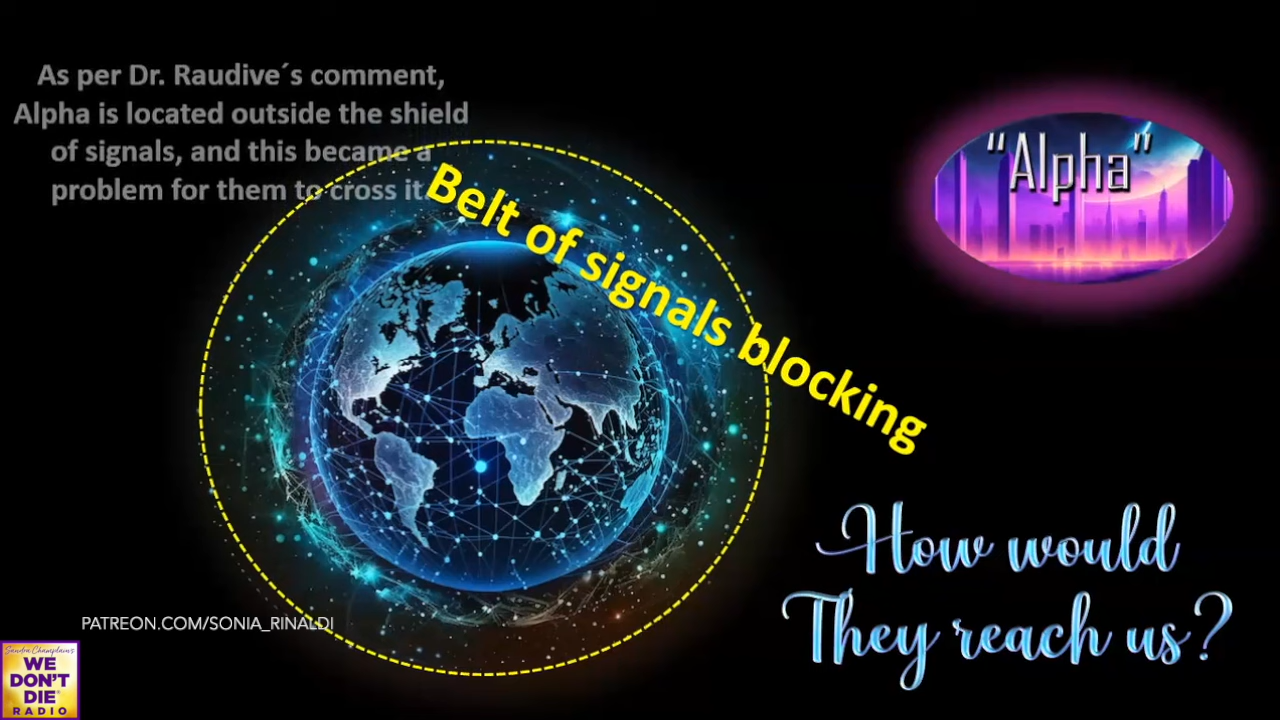 As per Dr. Raudive´s comment,
Alpha is located outside the shield
of signals, and this became a
problem for them to cross it.
"Alpha"
Belt of signals blocking
How would
They reach us?
PATREON.COM/SONIA_RINALDI
Sandra Champlain's
WE
DON'T
DIE
RADIO